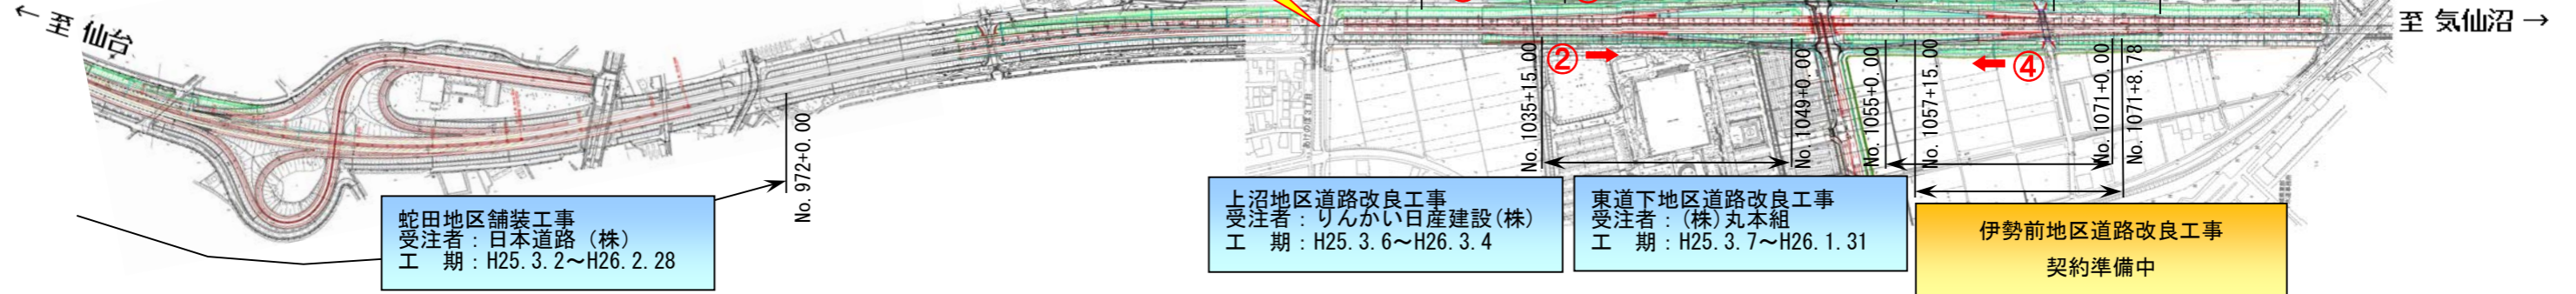 ← 至 仙台
至 気仙沼 →
②
④
No. 972+0.00
No. 1035+15.00
No. 1049+0.00
No. 1055+0.00
No. 1057+15.00
No. 1071+0.00
No. 1071+8.78
蛇田地区舗装工事
受注者：日本道路（株）
工　期：H25.3.2～H26.2.28
上沼地区道路改良工事
受注者：りんかい日産建設(株)
工　期：H25.3.6～H26.3.4
東道下地区道路改良工事
受注者：(株)丸本組
工　期：H25.3.7～H26.1.31
伊勢前地区道路改良工事
契約準備中